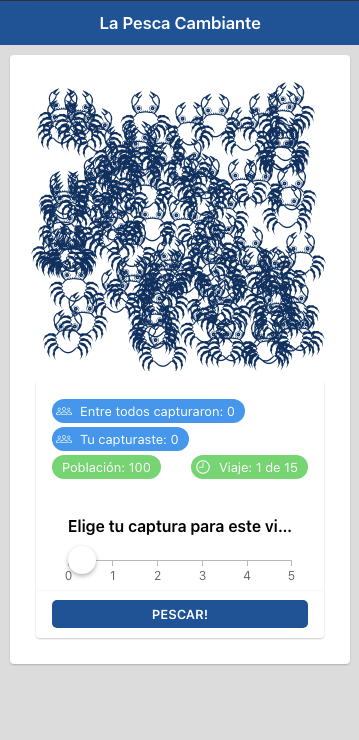 La Pesca Cambiante
Entre todos capturaron: 0
Tu capturaste: 0
Población: 100
Viaje: 1 de 15
Elige tu captura para este vi...
0 1 2 3 4 5
PESCAR!